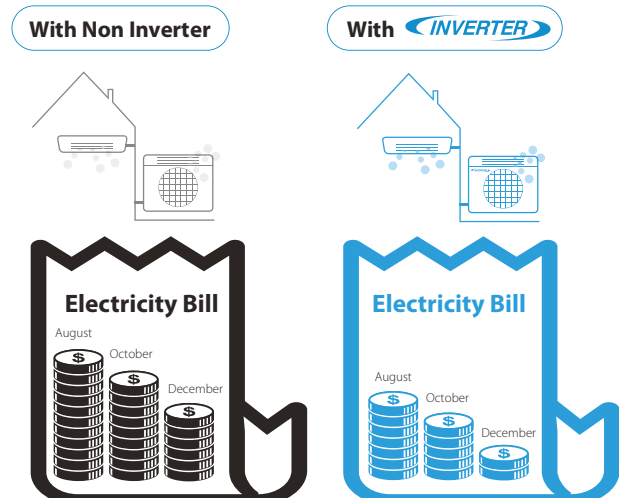 With Non Inverter
With INVERTER
Electricity Bill
August
$
October
$
December
$
Electricity Bill
August
$
October
$
December
$